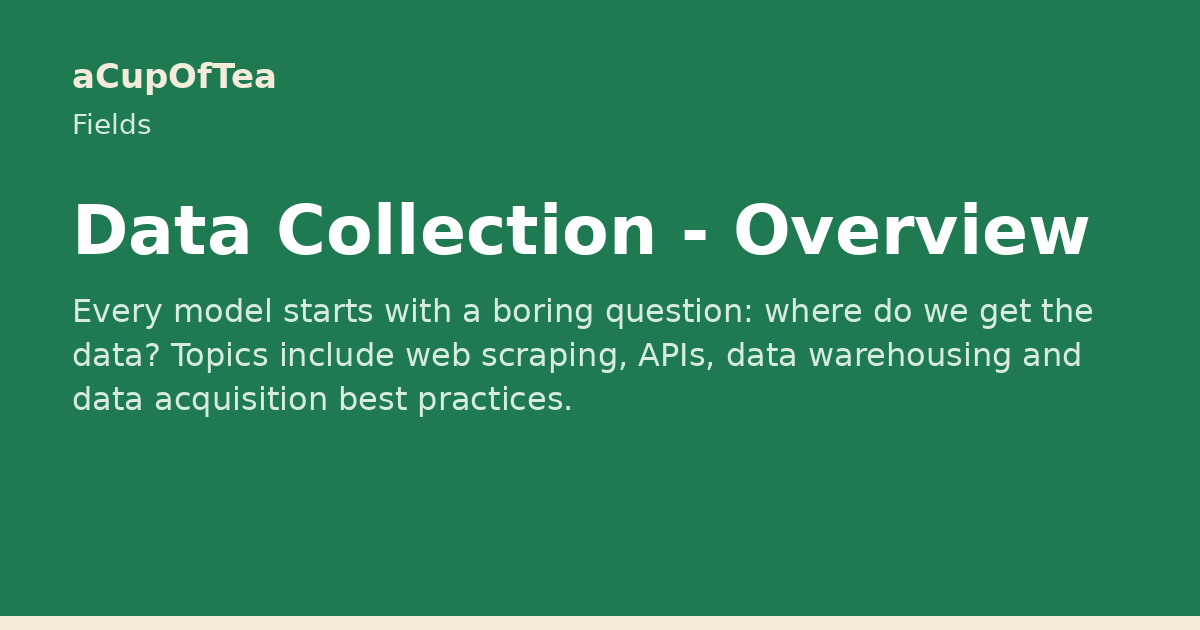 aCupOfTea
Fields
Data Collection - Overview
Every model starts with a boring question: where do we get the
data? Topics include web scraping, APIs, data warehousing and
data acquisition best practices.